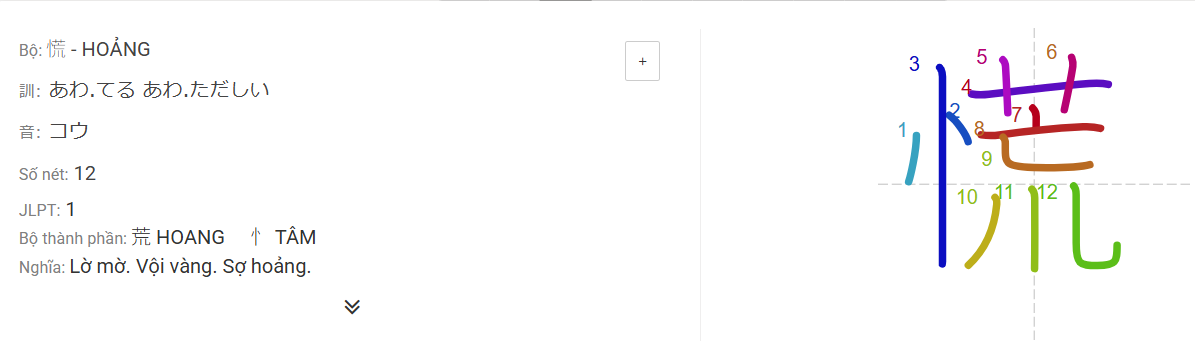 Bộ: 慌 - HOẢNG
+
訓: あわ.てる あわ.ただしい
音: コウ
Số nét: 12
JLPT: 1
Bộ thành phần: 荒 HOANG 忄 TÂM
Nghĩa: Lờ mờ. Vội vàng. Sợ hoảng.
1
2
3
4
5
6
7
8
9
10
11
12